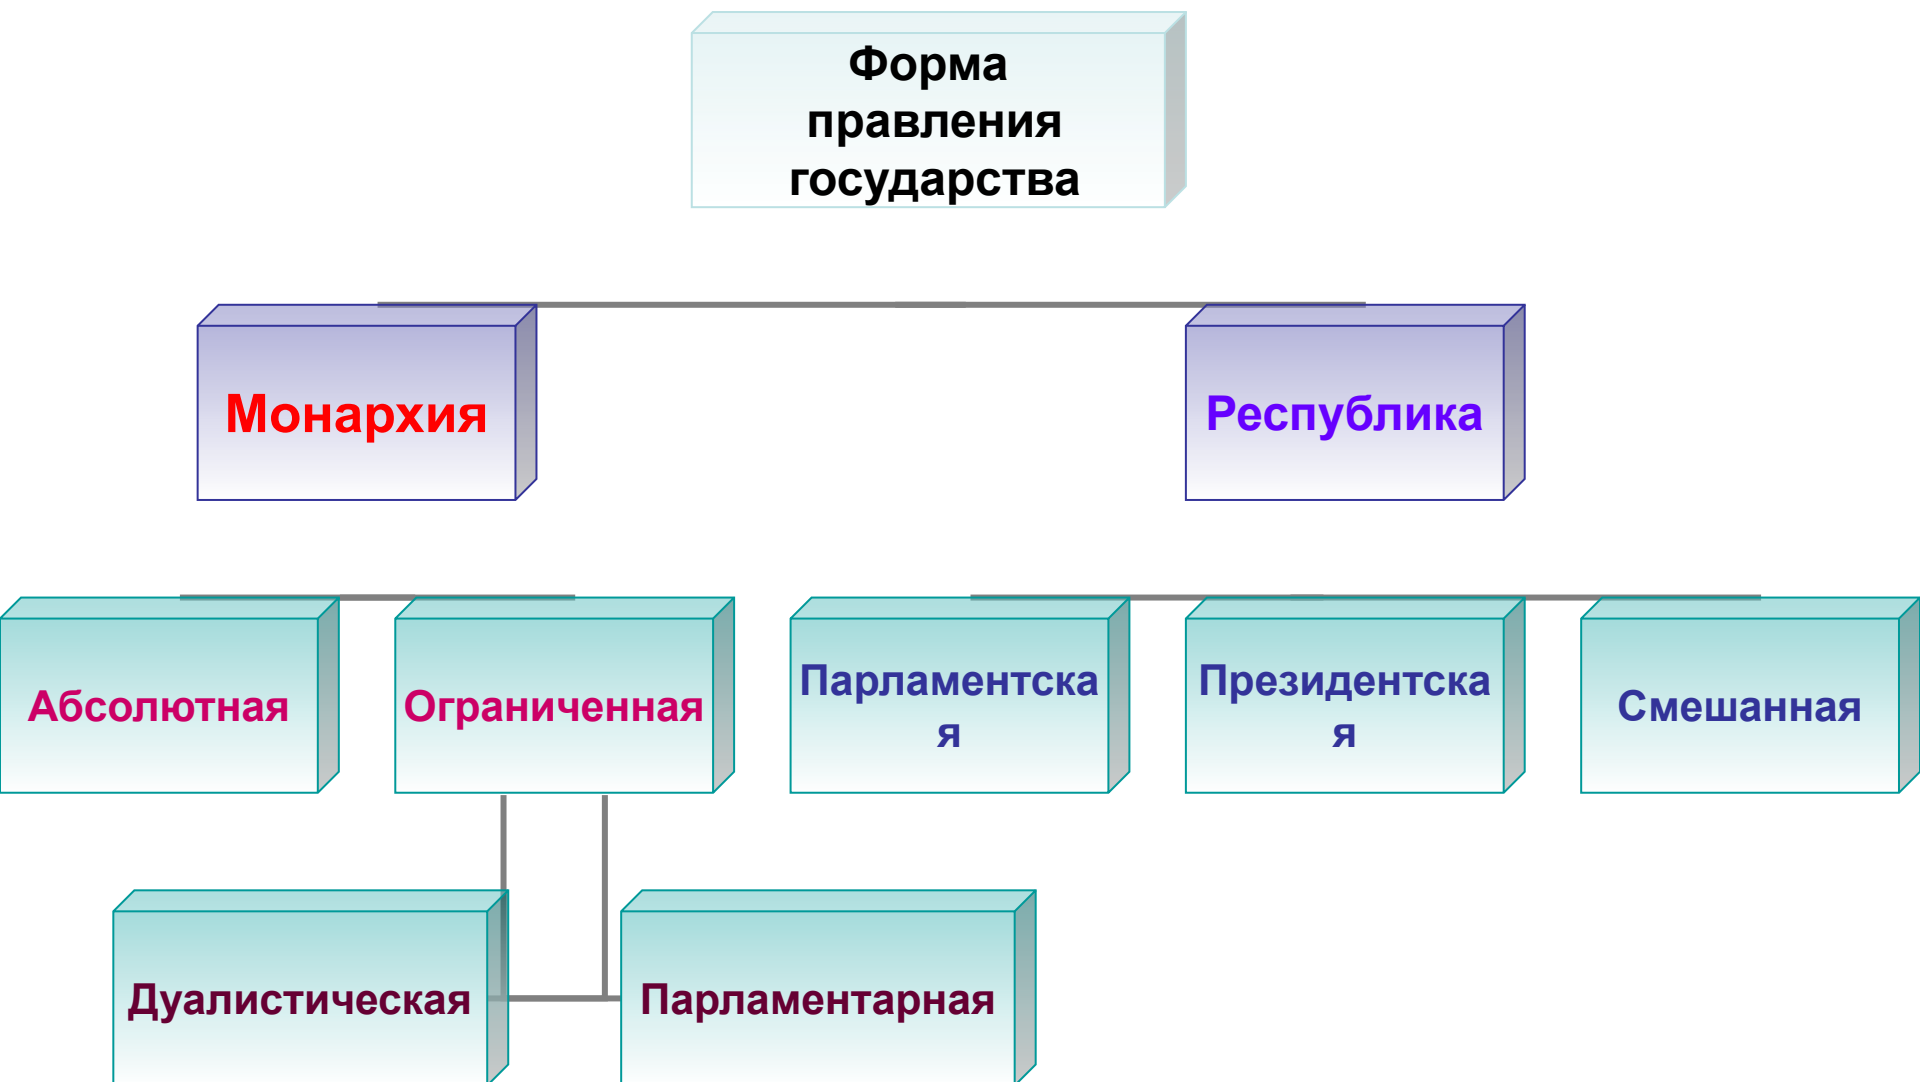 Форма
правления
государства
Монархия
Республика
Абсолютная
Ограниченная
Парламентска
я
Президентска
я
Смешанная
Дуалистическая
Парламентарная